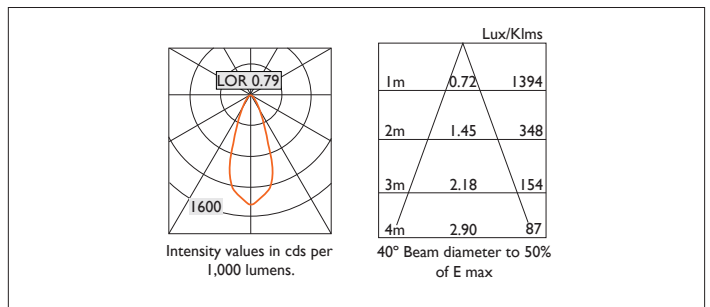 LOR 0.79
1600
Intensity values in cds per
1,000 lumens.
Lux/Klms
1m 0.72 1394
2m 1.45 348
3m 2.18 154
4m 2.90 87
40º Beam diameter to 50%
of E max